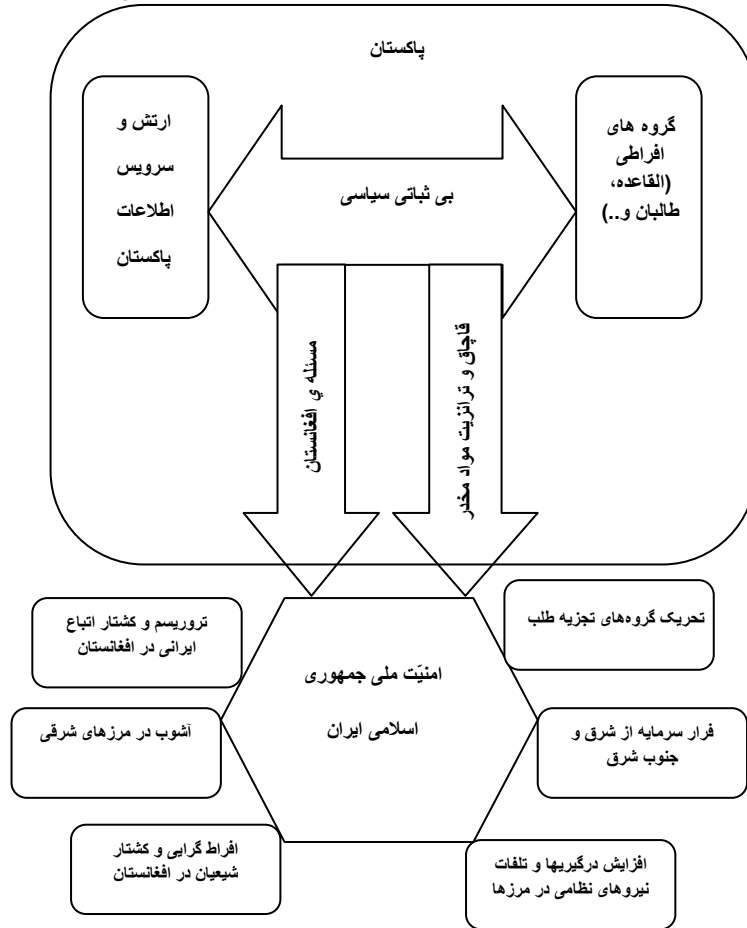 پاکستان
گروه های
افراطی
(القاعده،
طالبان و..)
ارتش و
سرویس
اطلاعات
پاکستان
بی ثباتی سیاسی
قاچاق و ترانزیت مواد مخدر
مسئله ي افغانستان
تحریک گروه‌های تجزیه طلب
تروریسم و کشتار اتباع
ایرانی در افغانستان
امنیّت ملی جمهوری
اسلامی ایران
فرار سرمایه از شرق و
جنوب شرق
آشوب در مرزهای شرقی
افزایش درگیریها و تلفات
نیروهای نظامی در مرزها
افراط گرایی و کشتار
شیعیان در افغانستان